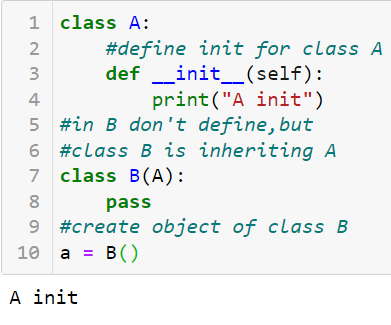 1 class A:
2     #define init for class A
3     def __init__(self):
4         print("A init")
5 #in B don't define,but
6 #class B is inheriting A
7 class B(A):
8     pass
9 #create object of class B
10 a = B()
A init